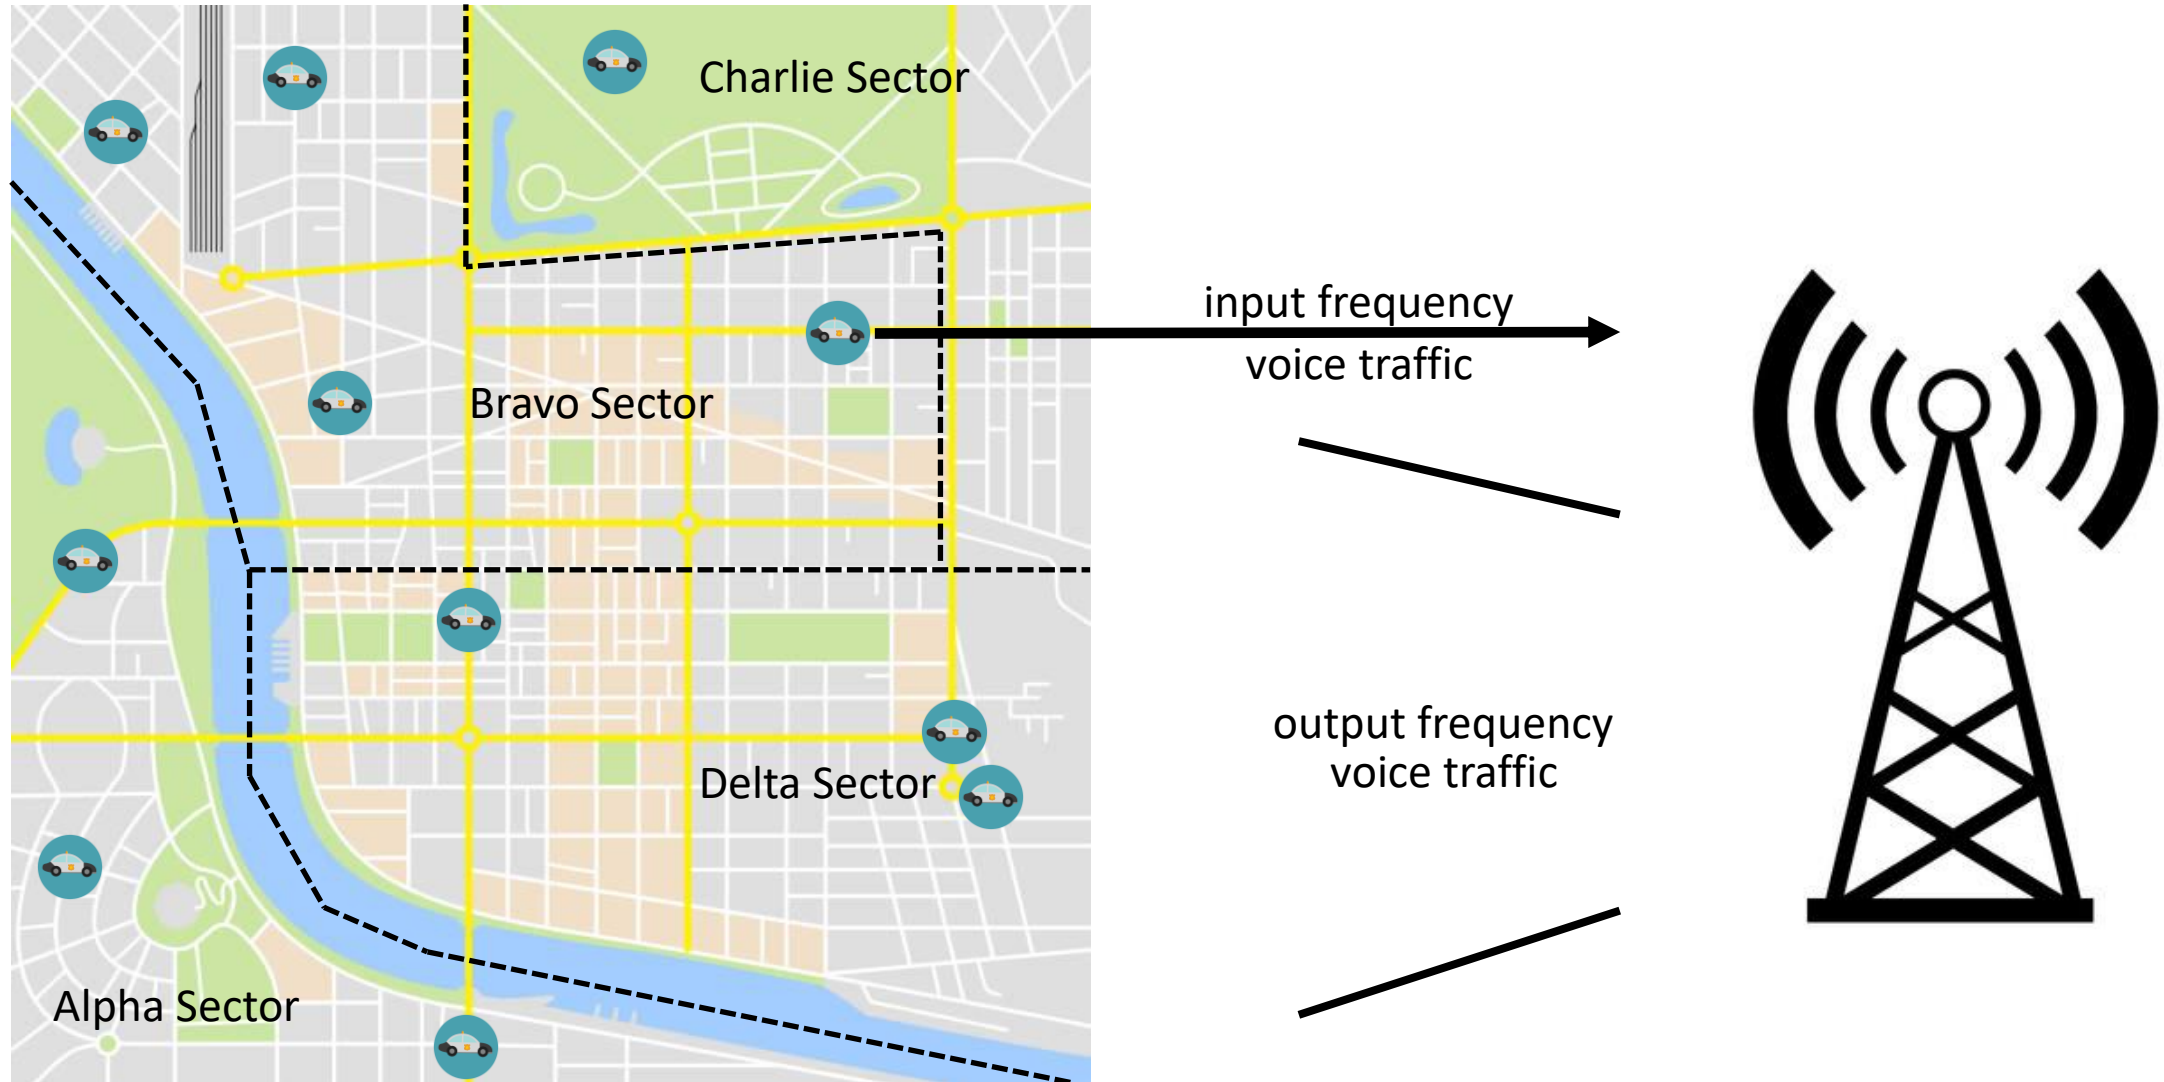 Charlie Sector
input frequency
voice traffic
Bravo Sector
output frequency
voice traffic
Delta Sector
Alpha Sector